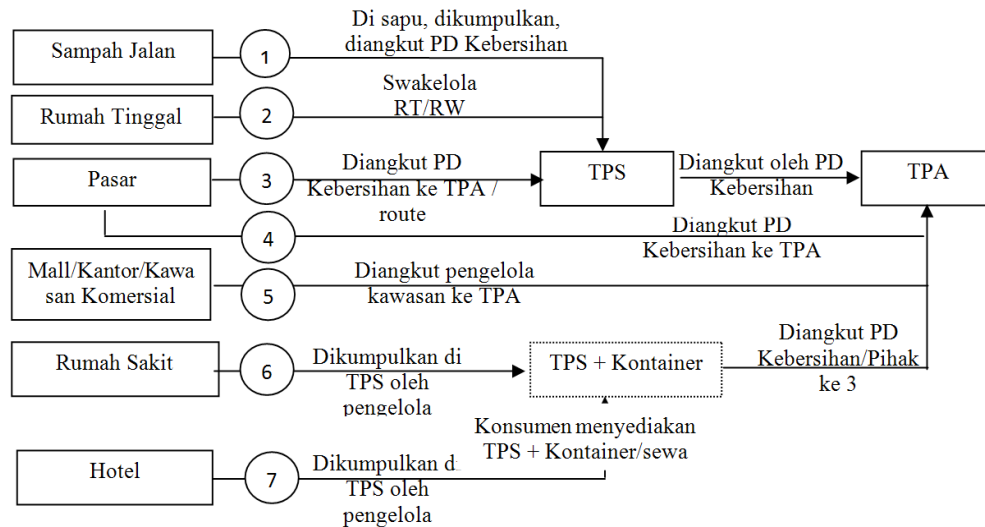 Di sapu, dikumpulkan,
diangkut PD Kebersihan
Sampah Jalan
1
Swakelola
RT/RW
Rumah Tinggal
2
Pasar
3
Diangkut PD
Kebersihan ke TPA /
route
TPS
Diangkut oleh PD
Kebersihan
TPA
4
Diangkut PD
Kebersihan ke TPA
Mall/Kantor/Kawa
san Komersial
5
Diangkut pengelola
kawasan ke TPA
Rumah Sakit
6
Dikumpulkan di
TPS oleh
pengelola
TPS + Kontainer
Diangkut PD
Kebersihan/Pihak
ke 3
Konsumen menyediakan
TPS + Kontainer/sewa
Hotel
7
Dikumpulkan di
TPS oleh
pengelola